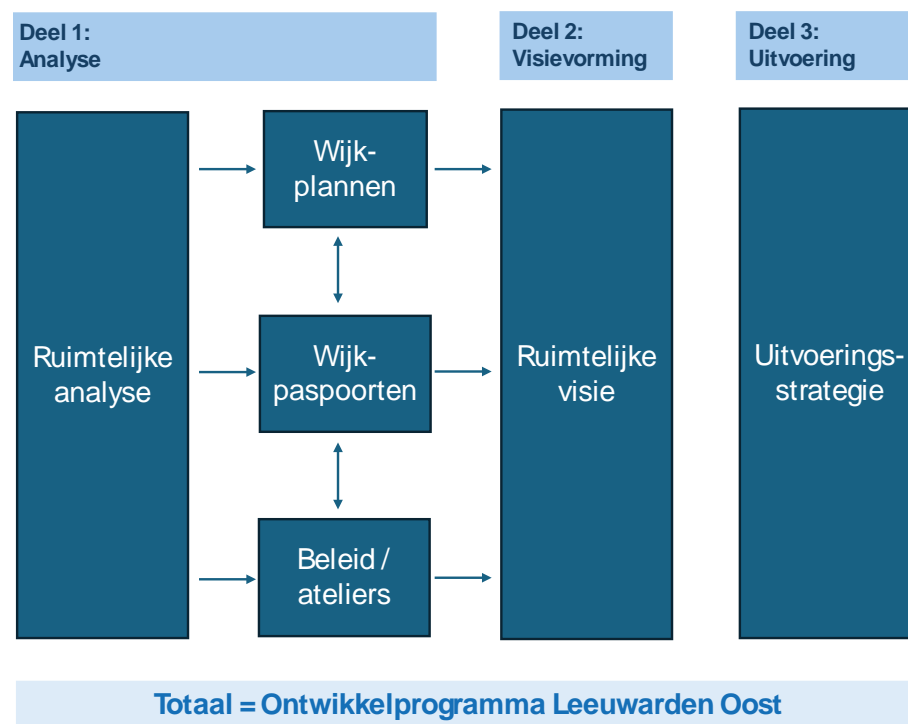 Deel 1:
Analyse
Deel 2:
Visievorming
Deel 3:
Uitvoering
Ruimtelijke
analyse
Wijk-
plannen
Wijk-
paspoorten
Beleid /
ateliers
Ruimtelijke
visie
Uitvoerings-
strategie
Totaal = Ontwikkelprogramma Leeuwarden Oost